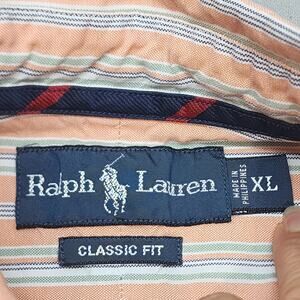 Ralph Lauren
MADE IN
PHILIPPINES
XL
CLASSIC FIT